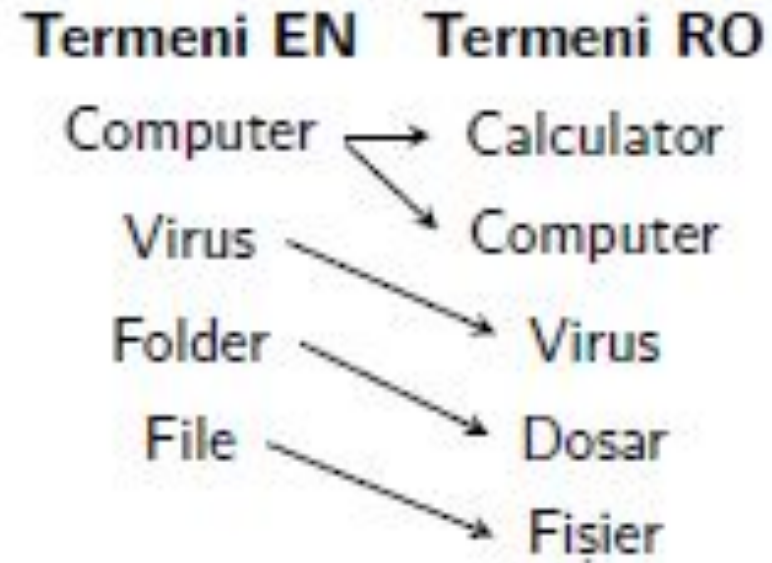 Termeni EN Termeni RO
Computer Calculator
Computer
Virus
Virus
Folder
Dosar
File
Fișier